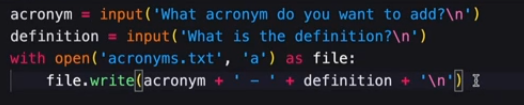 acronym = input('What acronym do you want to add?\n')
definition = input('What is the definition?\n')
with open('acronyms.txt', 'a') as file:
    file.write(acronym + ' - ' + definition + '\n')